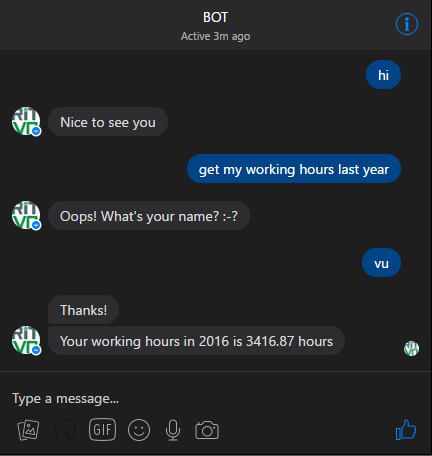 BOT
Active 3m ago
hi
Nice to see you
get my working hours last year
Oops! What's your name? :-?
vu
Thanks!
Your working hours in 2016 is 3416.87 hours
Type a message...
GIF